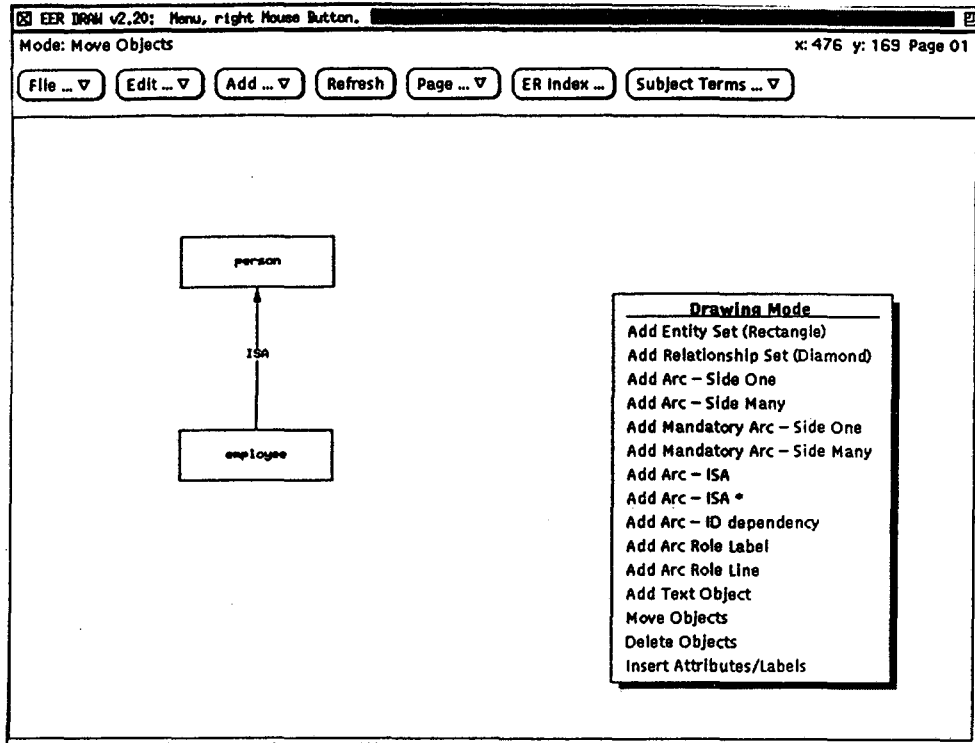 EER DRAW v2.20: Menu, right Mouse Button.
Mode: Move Objects x: 476 y: 169 Page 01
File ... ▽ Edit ... ▽ Add ... ▽ Refresh Page ... ▽ ER Index ... Subject Terms ... ▽
person
ISA
employee
Drawing Mode
Add Entity Set (Rectangle)
Add Relationship Set (Diamond)
Add Arc – Side One
Add Arc – Side Many
Add Mandatory Arc – Side One
Add Mandatory Arc – Side Many
Add Arc – ISA
Add Arc – ISA *
Add Arc – ID dependency
Add Arc Role Label
Add Arc Role Line
Add Text Object
Move Objects
Delete Objects
Insert Attributes/Labels